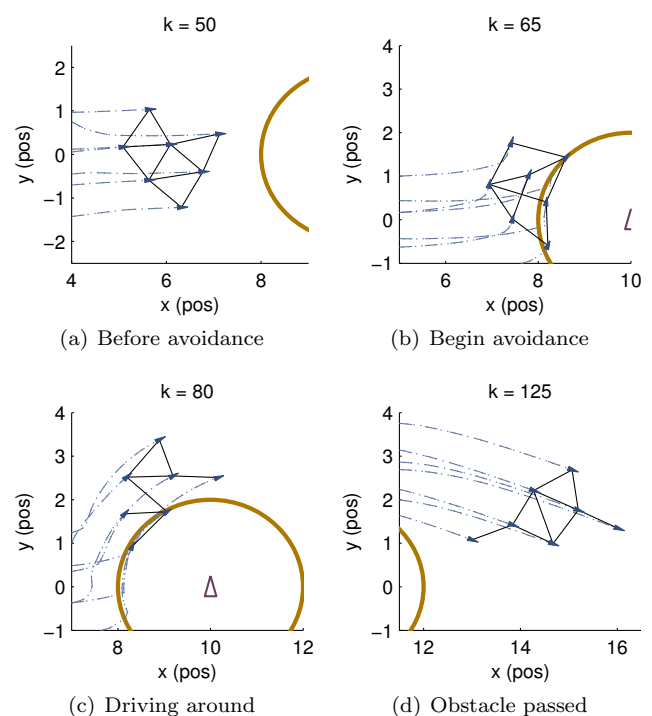 k = 50
2
1
0
−1
−2
y (pos)
4
6
8
x (pos)
(a) Before avoidance
k = 65
4
3
2
1
0
−1
y (pos)
6
8
10
x (pos)
(b) Begin avoidance
k = 80
4
3
2
1
0
−1
y (pos)
8
10
12
x (pos)
(c) Driving around
k = 125
4
3
2
1
0
−1
y (pos)
12
14
16
x (pos)
(d) Obstacle passed